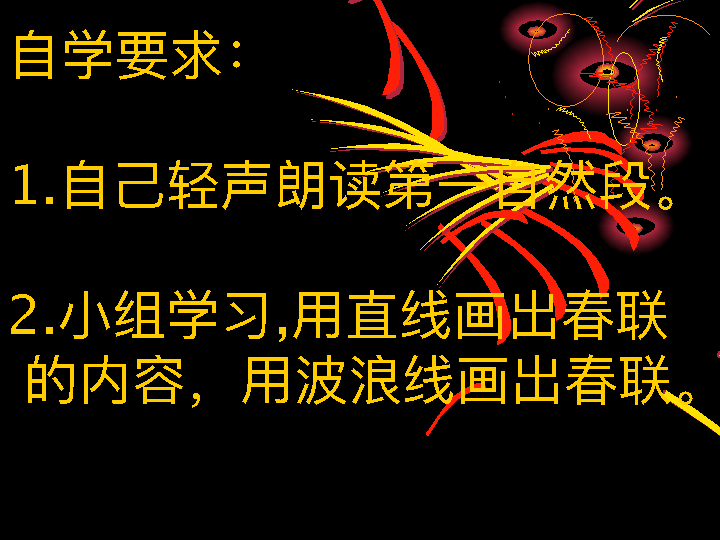 自学要求：
1.自己轻声朗读第一自然段。
2.小组学习,用直线画出春联
的内容，用波浪线画出春联。